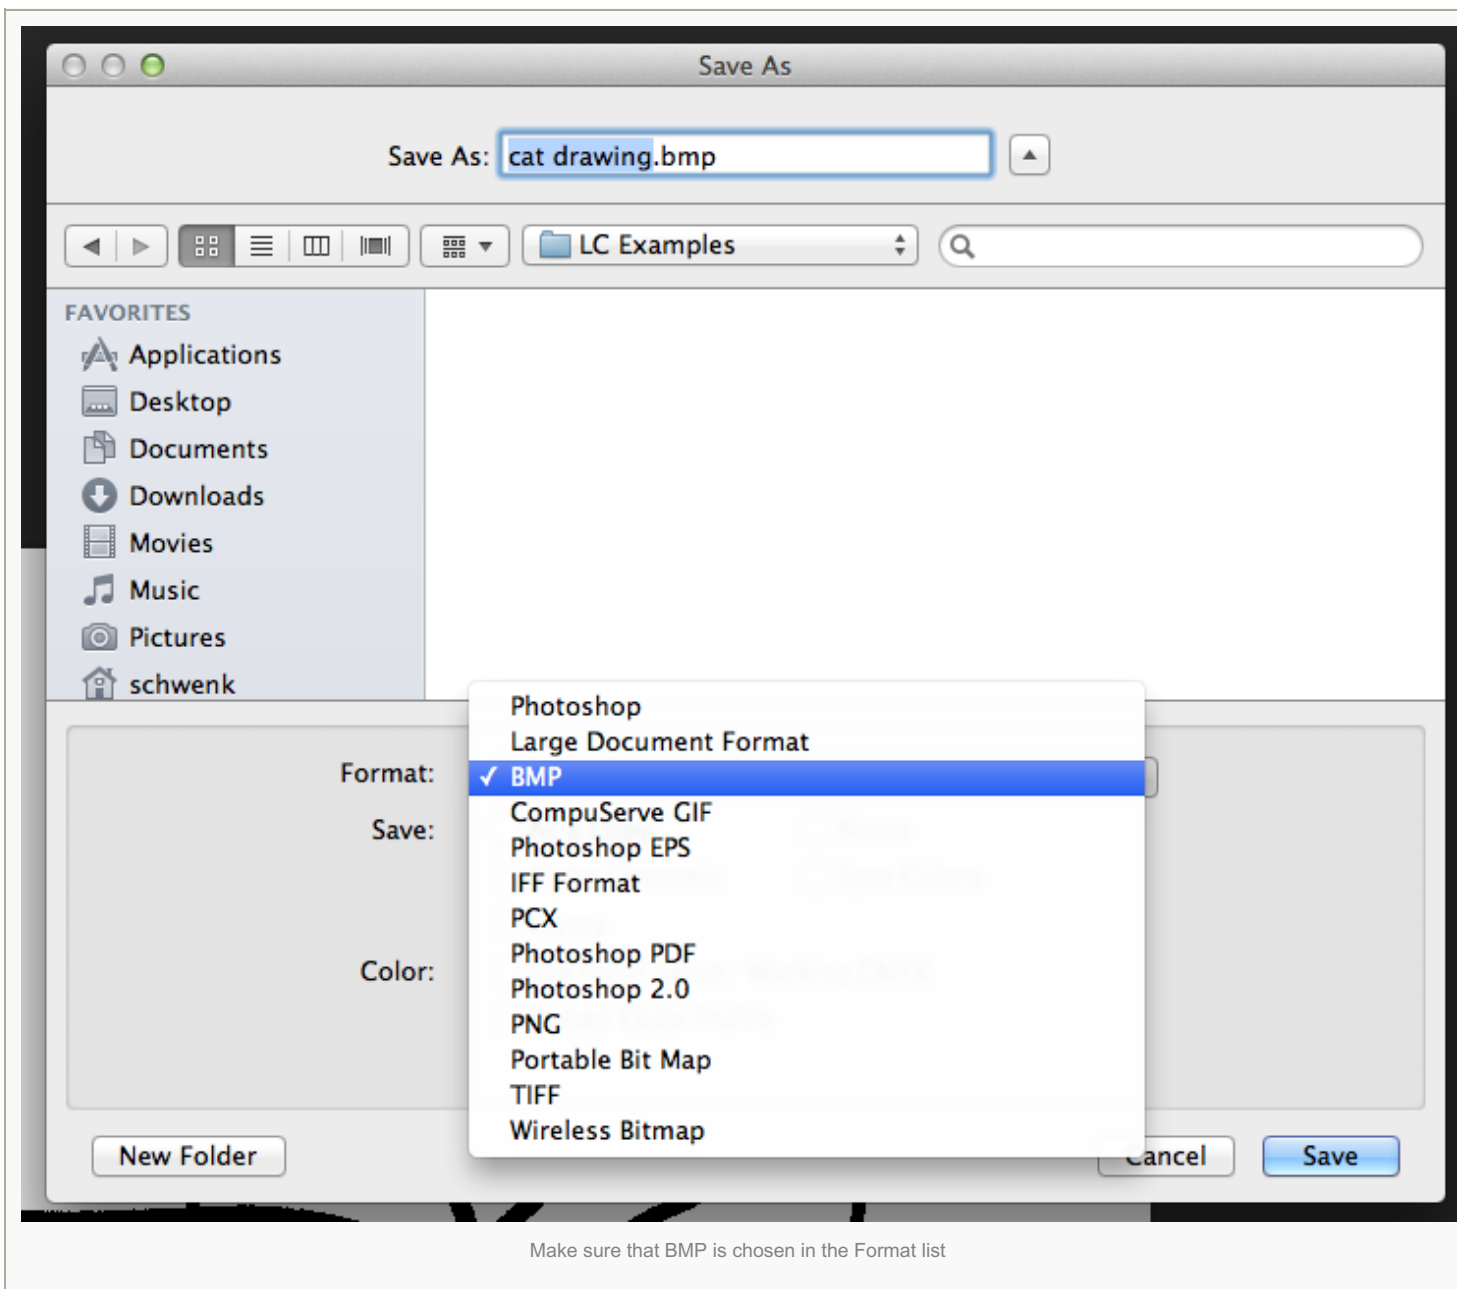 Save As
Save As: cat drawing.bmp
LC Examples
FAVORITES
Applications
Desktop
Documents
Downloads
Movies
Music
Pictures
schwenk
Photoshop
Large Document Format
Format: ✓ BMP
CompuServe GIF
Save:
Photoshop EPS
IFF Format
PCX
Photoshop PDF
Color:
Photoshop 2.0
PNG
Portable Bit Map
TIFF
Wireless Bitmap
New Folder Cancel Save
Make sure that BMP is chosen in the Format list